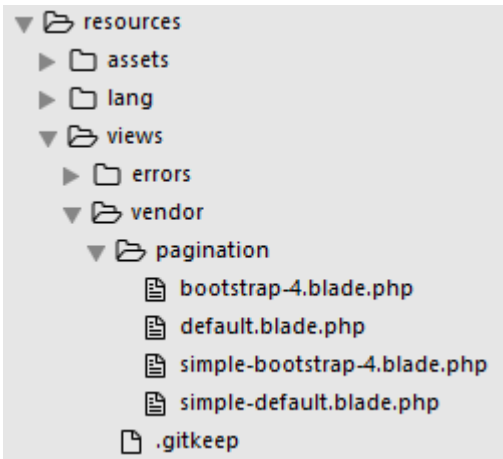 resources
assets
lang
views
errors
vendor
pagination
bootstrap-4.blade.php
default.blade.php
simple-bootstrap-4.blade.php
simple-default.blade.php
.gitkeep